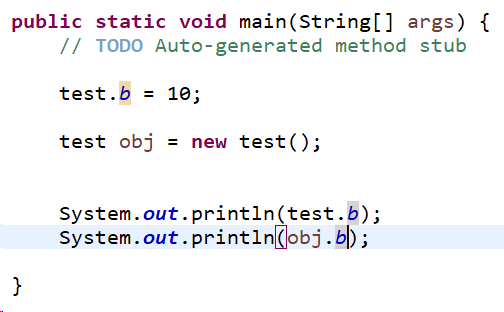 public static void main(String[] args) {
// TODO Auto-generated method stub
test.b = 10;
test obj = new test();
System.out.println(test.b);
System.out.println(obj.b);
}